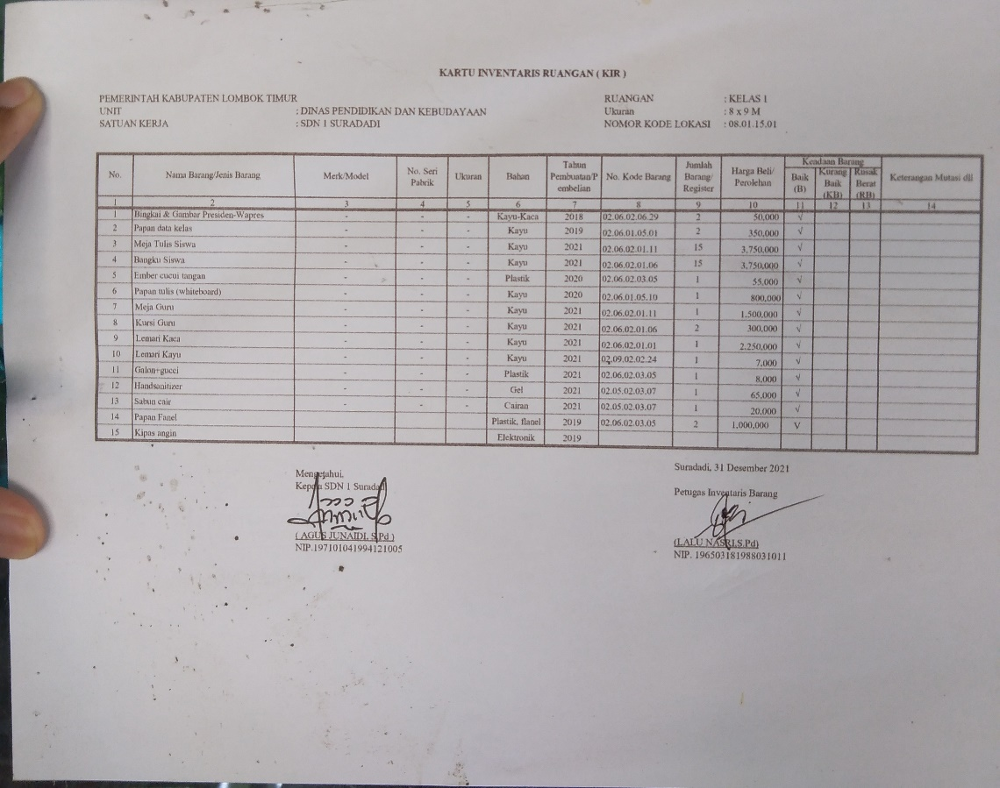 KARTU INVENTARIS RUANGAN ( KIR )
PEMERINTAH KABUPATEN LOMBOK TIMUR RUANGAN : KELAS 1
UNIT : DINAS PENDIDIKAN DAN KEBUDAYAAN Ukuran : 8 x 9 M
SATUAN KERJA : SDN 1 SURADADI NOMOR KODE LOKASI : 08.01.15.01
No. Nama Barang/Jenis Barang Merk/Model No. Seri Pabrik Ukuran Bahan Tahun Pembuatan/Pembelian No. Kode Barang Jumlah Barang/Register Harga Beli/Perolehan Keadaan Barang Baik (B) Kurang Baik (KB) Rusak Berat (RB) Keterangan Mutasi dll
1 2 3 4 5 6 7 8 9 10 11 12 13 14
1 Bingkai & Gambar Presiden-Wapres - - - Kayu-Kaca 2018 02.06.02.06.29 2 50,000 √
2 Papan data kelas - - - Kayu 2019 02.06.01.05.01 2 350,000 √
3 Meja Tulis Siswa - - - Kayu 2021 02.06.02.01.11 15 3,750,000 √
4 Bangku Siswa - - - Kayu 2021 02.06.02.01.06 15 3,750,000 √
5 Ember cucui tangan - - - Plastik 2020 02.06.02.03.05 1 55,000 √
6 Papan tulis (whiteboard) - - - Kayu 2020 02.06.01.05.10 1 800,000 √
7 Meja Guru - - - Kayu 2021 02.06.02.01.11 1 1,500,000 √
8 Kursi Guru - - - Kayu 2021 02.06.02.01.06 2 300,000 √
9 Lemari Kaca - - - Kayu 2021 02.06.02.01.01 1 2,250,000 √
10 Lemari Kayu - - - Kayu 2021 02.09.02.02.24 1 7,000 √
11 Galon+gucci - - - Plastik 2021 02.06.02.03.05 1 8,000 √
12 Handsanitizer - - - Gel 2021 02.05.02.03.07 1 65,000 √
13 Sabun cair - - - Cairan 2021 02.05.02.03.07 1 20,000 √
14 Papan Fanel Plastik, flanel 2019 02.06.02.03.05 2 1,000,000 V
15 Kipas angin Elektronik 2019
Suradadi, 31 Desember 2021
Mengetahui,
Kepala SDN 1 Suradadi
Petugas Inventaris Barang
( AGUS JUNAIDI, S.Pd )
NIP.197101041994121005
(LALU NASRI,S.Pd)
NIP. 196503181988031011